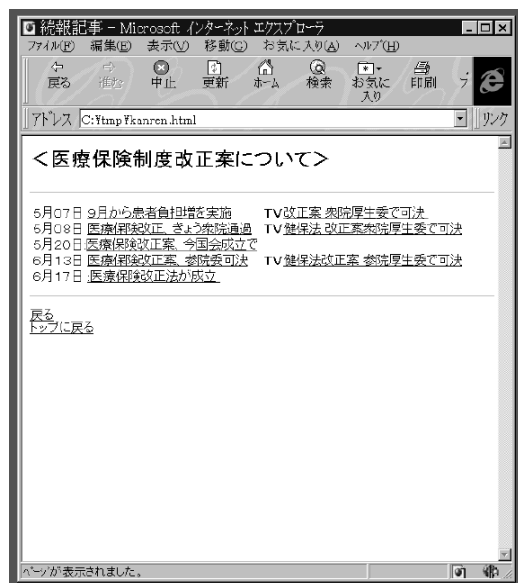 続報記事 - Microsoft インターネット エクスプローラ
ファイル(F) 編集(E) 表示(V) 移動(G) お気に入り(A) ヘルプ(H)
戻る 進む 中止 更新 ホーム 検索 お気に入り 印刷 フ
アドレス C:¥tmp¥kanren.html リンク
＜医療保険制度改正案について＞
5月07日 9月から患者負担増を実施 TV改正案 衆院厚生委で可決
5月08日 医療保険改正、きょう衆院通過 TV健保法 改正案衆院厚生委で可決
5月20日 医療保険改正案、今国会成立で
6月13日 医療保険改正案、参院委可決 TV健保法改正案 参院厚生委で可決
6月17日 医療保険改正法が成立
戻る
トップに戻る
ページが表示されました。